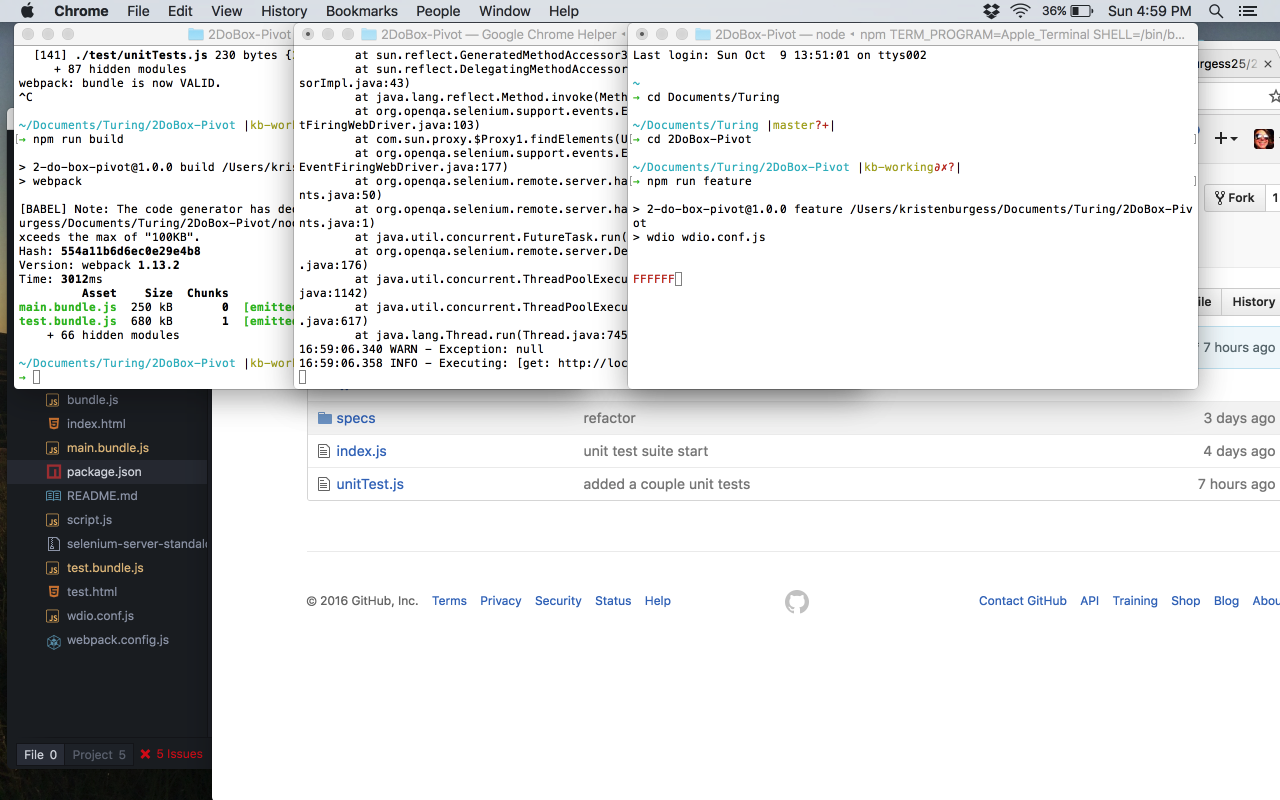 Chrome File Edit View History Bookmarks People Window Help 36% Sun 4:59 PM
2DoBox-Pivot
[141] ./test/unitTests.js 230 bytes {
+ 87 hidden modules
webpack: bundle is now VALID.
^C
~/Documents/Turing/2DoBox-Pivot |kb-wor
→ npm run build
> 2-do-box-pivot@1.0.0 build /Users/kris
> webpack
[BABEL] Note: The code generator has de
urgess/Documents/Turing/2DoBox-Pivot/no
xceeds the max of "100KB".
Hash: 554a11b6d6ec0e29e4b8
Version: webpack 1.13.2
Time: 3012ms
Asset Size Chunks
main.bundle.js 250 kB 0 [emitte
test.bundle.js 680 kB 1 [emitte
+ 66 hidden modules
~/Documents/Turing/2DoBox-Pivot |kb-wor
→
2DoBox-Pivot — Google Chrome Helper
at sun.reflect.GeneratedMethodAccessor3
at sun.reflect.DelegatingMethodAccessor
sorImpl.java:43)
at java.lang.reflect.Method.invoke(Meth
at org.openqa.selenium.support.events.E
tFiringWebDriver.java:103)
at com.sun.proxy.$Proxy1.findElements(U
at org.openqa.selenium.support.events.E
EventFiringWebDriver.java:177)
at org.openqa.selenium.remote.server.ha
nts.java:50)
at org.openqa.selenium.remote.server.ha
nts.java:1)
at java.util.concurrent.FutureTask.run(
at org.openqa.selenium.remote.server.De
.java:176)
at java.util.concurrent.ThreadPoolExecu
java:1142)
at java.util.concurrent.ThreadPoolExecu
.java:617)
at java.lang.Thread.run(Thread.java:745
16:59:06.340 WARN - Exception: null
16:59:06.358 INFO - Executing: [get: http://loc
2DoBox-Pivot — node ◂ npm TERM_PROGRAM=Apple_Terminal SHELL=/bin/b...
Last login: Sun Oct 9 13:51:01 on ttys002
~
→ cd Documents/Turing
~/Documents/Turing |master?+|
→ cd 2DoBox-Pivot
~/Documents/Turing/2DoBox-Pivot |kb-working∂✗?|
→ npm run feature
> 2-do-box-pivot@1.0.0 feature /Users/kristenburgess/Documents/Turing/2DoBox-Piv
ot
> wdio wdio.conf.js
FFFFFF
urgess25/2
Fork 1
ile History
7 hours ago
bundle.js
index.html
main.bundle.js
package.json
README.md
script.js
selenium-server-standal
test.bundle.js
test.html
wdio.conf.js
webpack.config.js
File 0 Project 5 5 Issues
specs refactor 3 days ago
index.js unit test suite start 4 days ago
unitTest.js added a couple unit tests 7 hours ago
© 2016 GitHub, Inc. Terms Privacy Security Status Help Contact GitHub API Training Shop Blog Abou